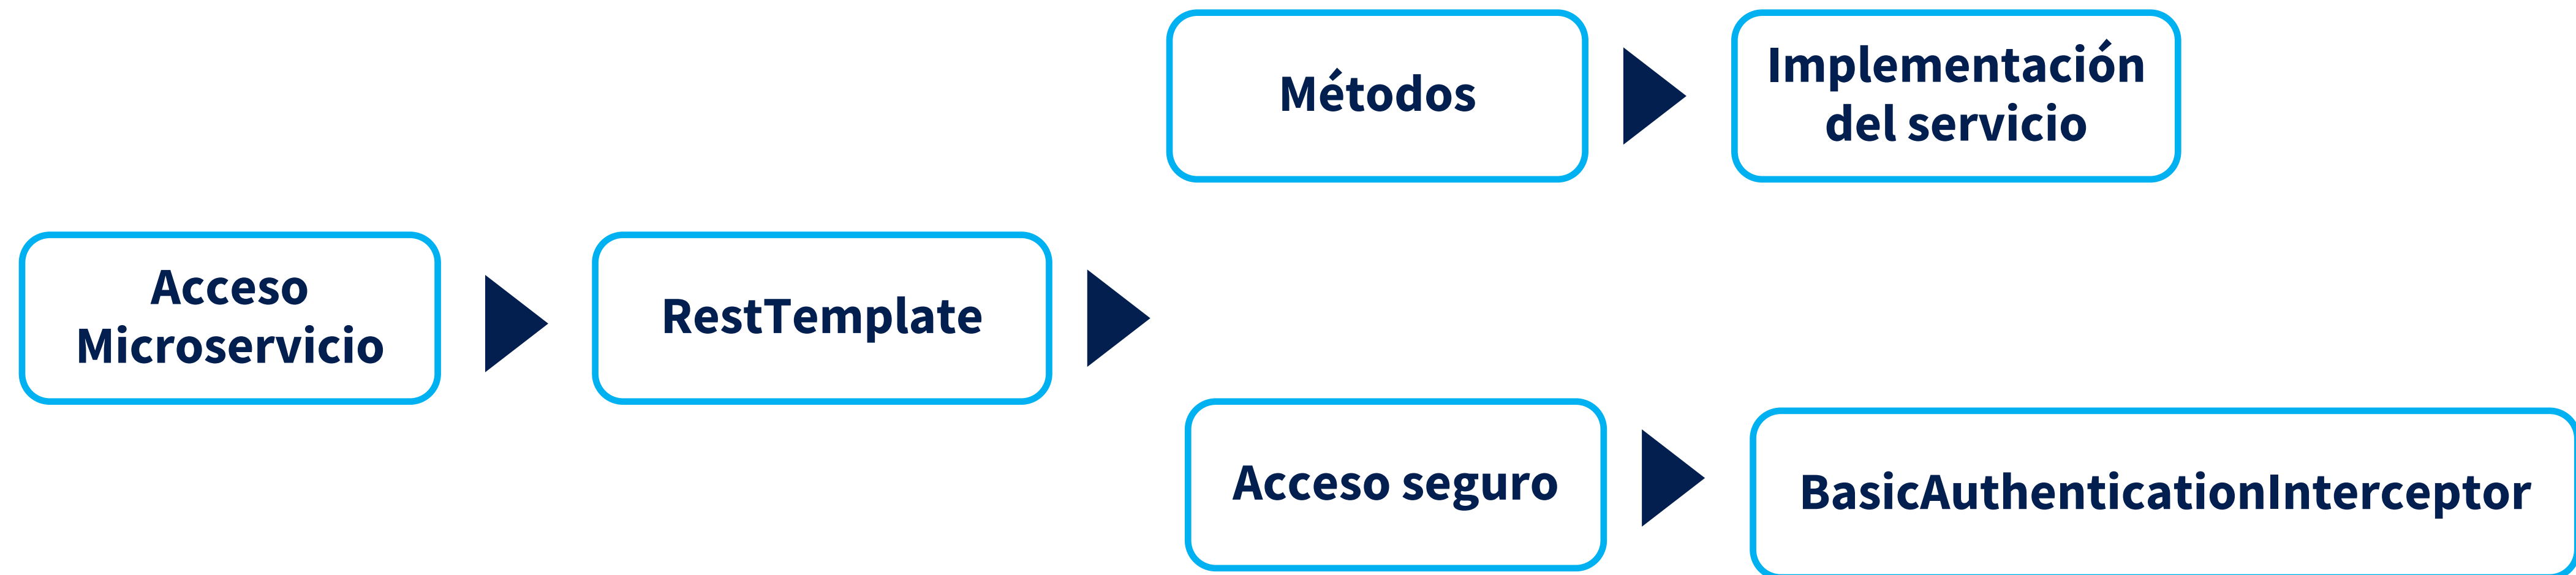 Métodos
Implementación
del servicio
Acceso
Microservicio
RestTemplate
Acceso seguro
BasicAuthenticationInterceptor